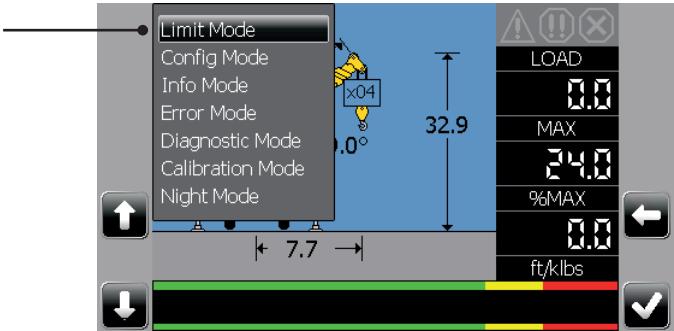 Limit Mode
Config Mode
Info Mode
Error Mode
Diagnostic Mode
Calibration Mode
Night Mode
x04
.0°
32.9
7.7
LOAD
0.0
MAX
24.0
%MAX
0.0
ft/klbs